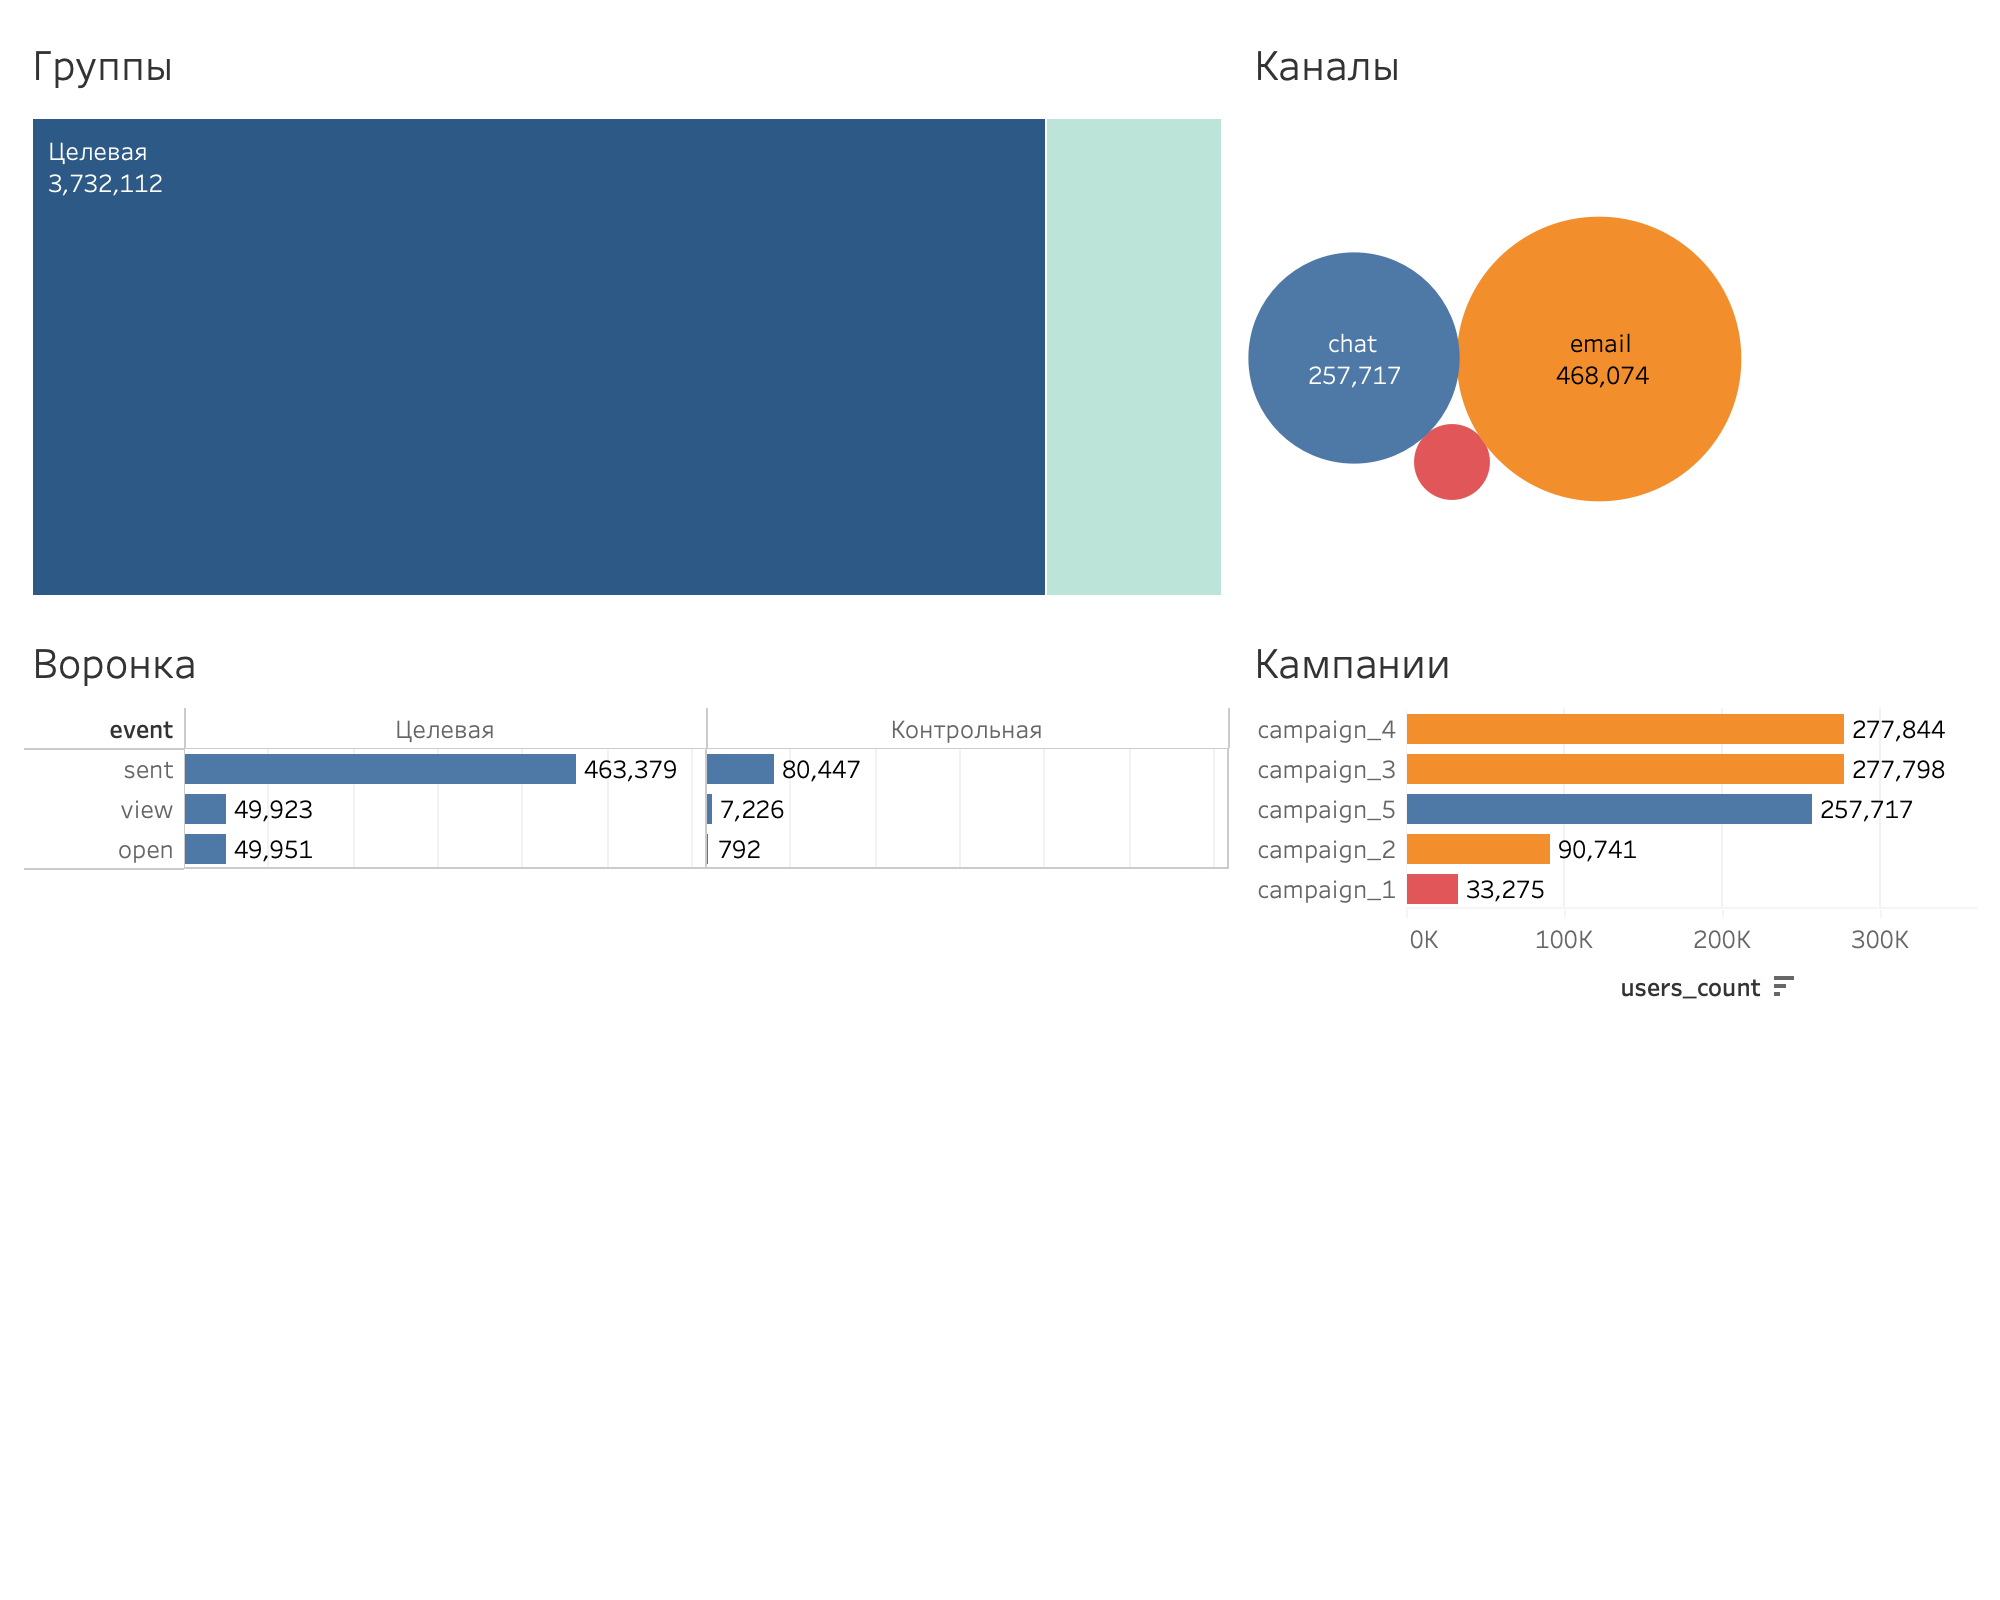 Группы
Целевая
3,732,112
Каналы
chat
257,717
email
468,074
Воронка
event Целевая Контрольная
sent 463,379 80,447
view 49,923 7,226
open 49,951 792
Кампании
campaign_4 277,844
campaign_3 277,798
campaign_5 257,717
campaign_2 90,741
campaign_1 33,275
0K 100K 200K 300K
users_count